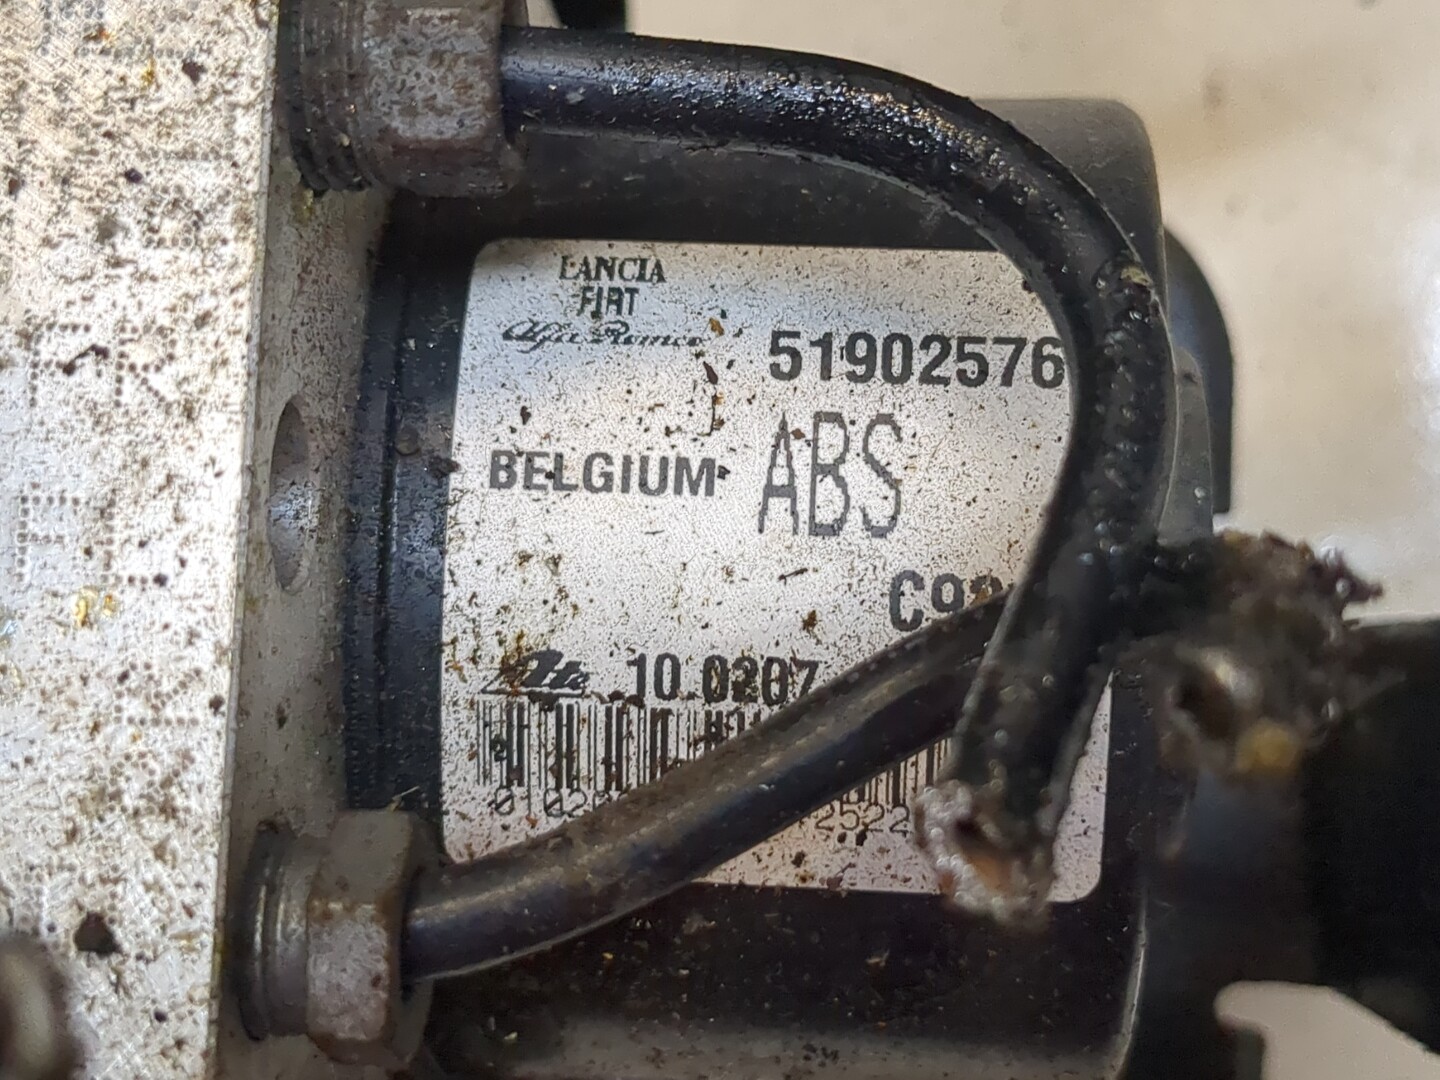 LANCIA
FIAT
Alfa Romeo
51902576
BELGIUM ABS
Ate 10.0207